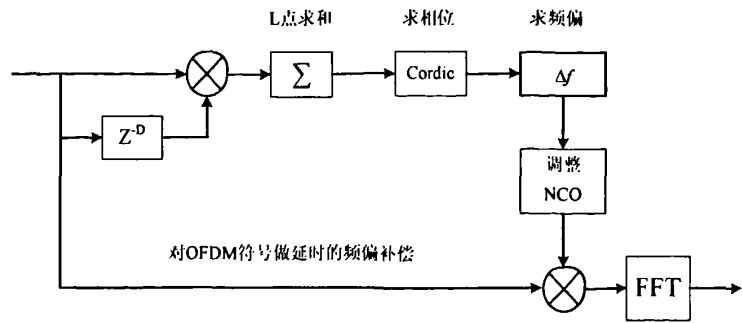 L点求和
求相位
求频偏
Σ
Cordic
Δf
Z⁻ᴰ
调整
NCO
对OFDM符号做延时的频偏补偿
FFT